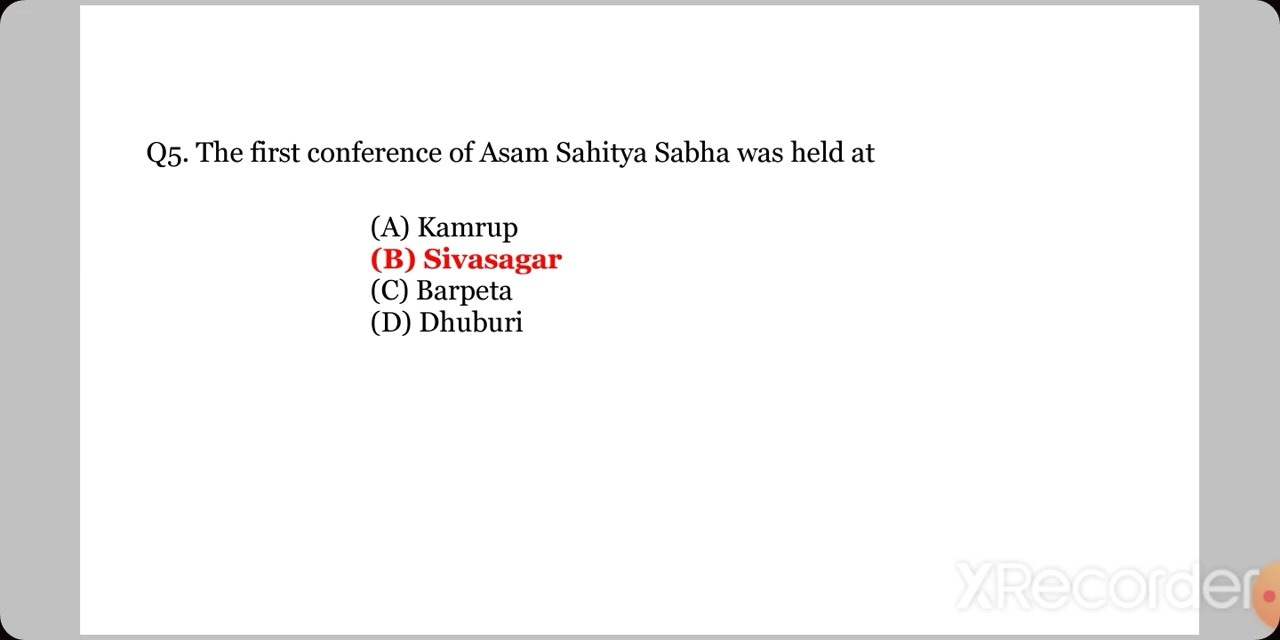 Q5. The first conference of Asam Sahitya Sabha was held at
(A) Kamrup
(B) Sivasagar
(C) Barpeta
(D) Dhuburi
XRecorder